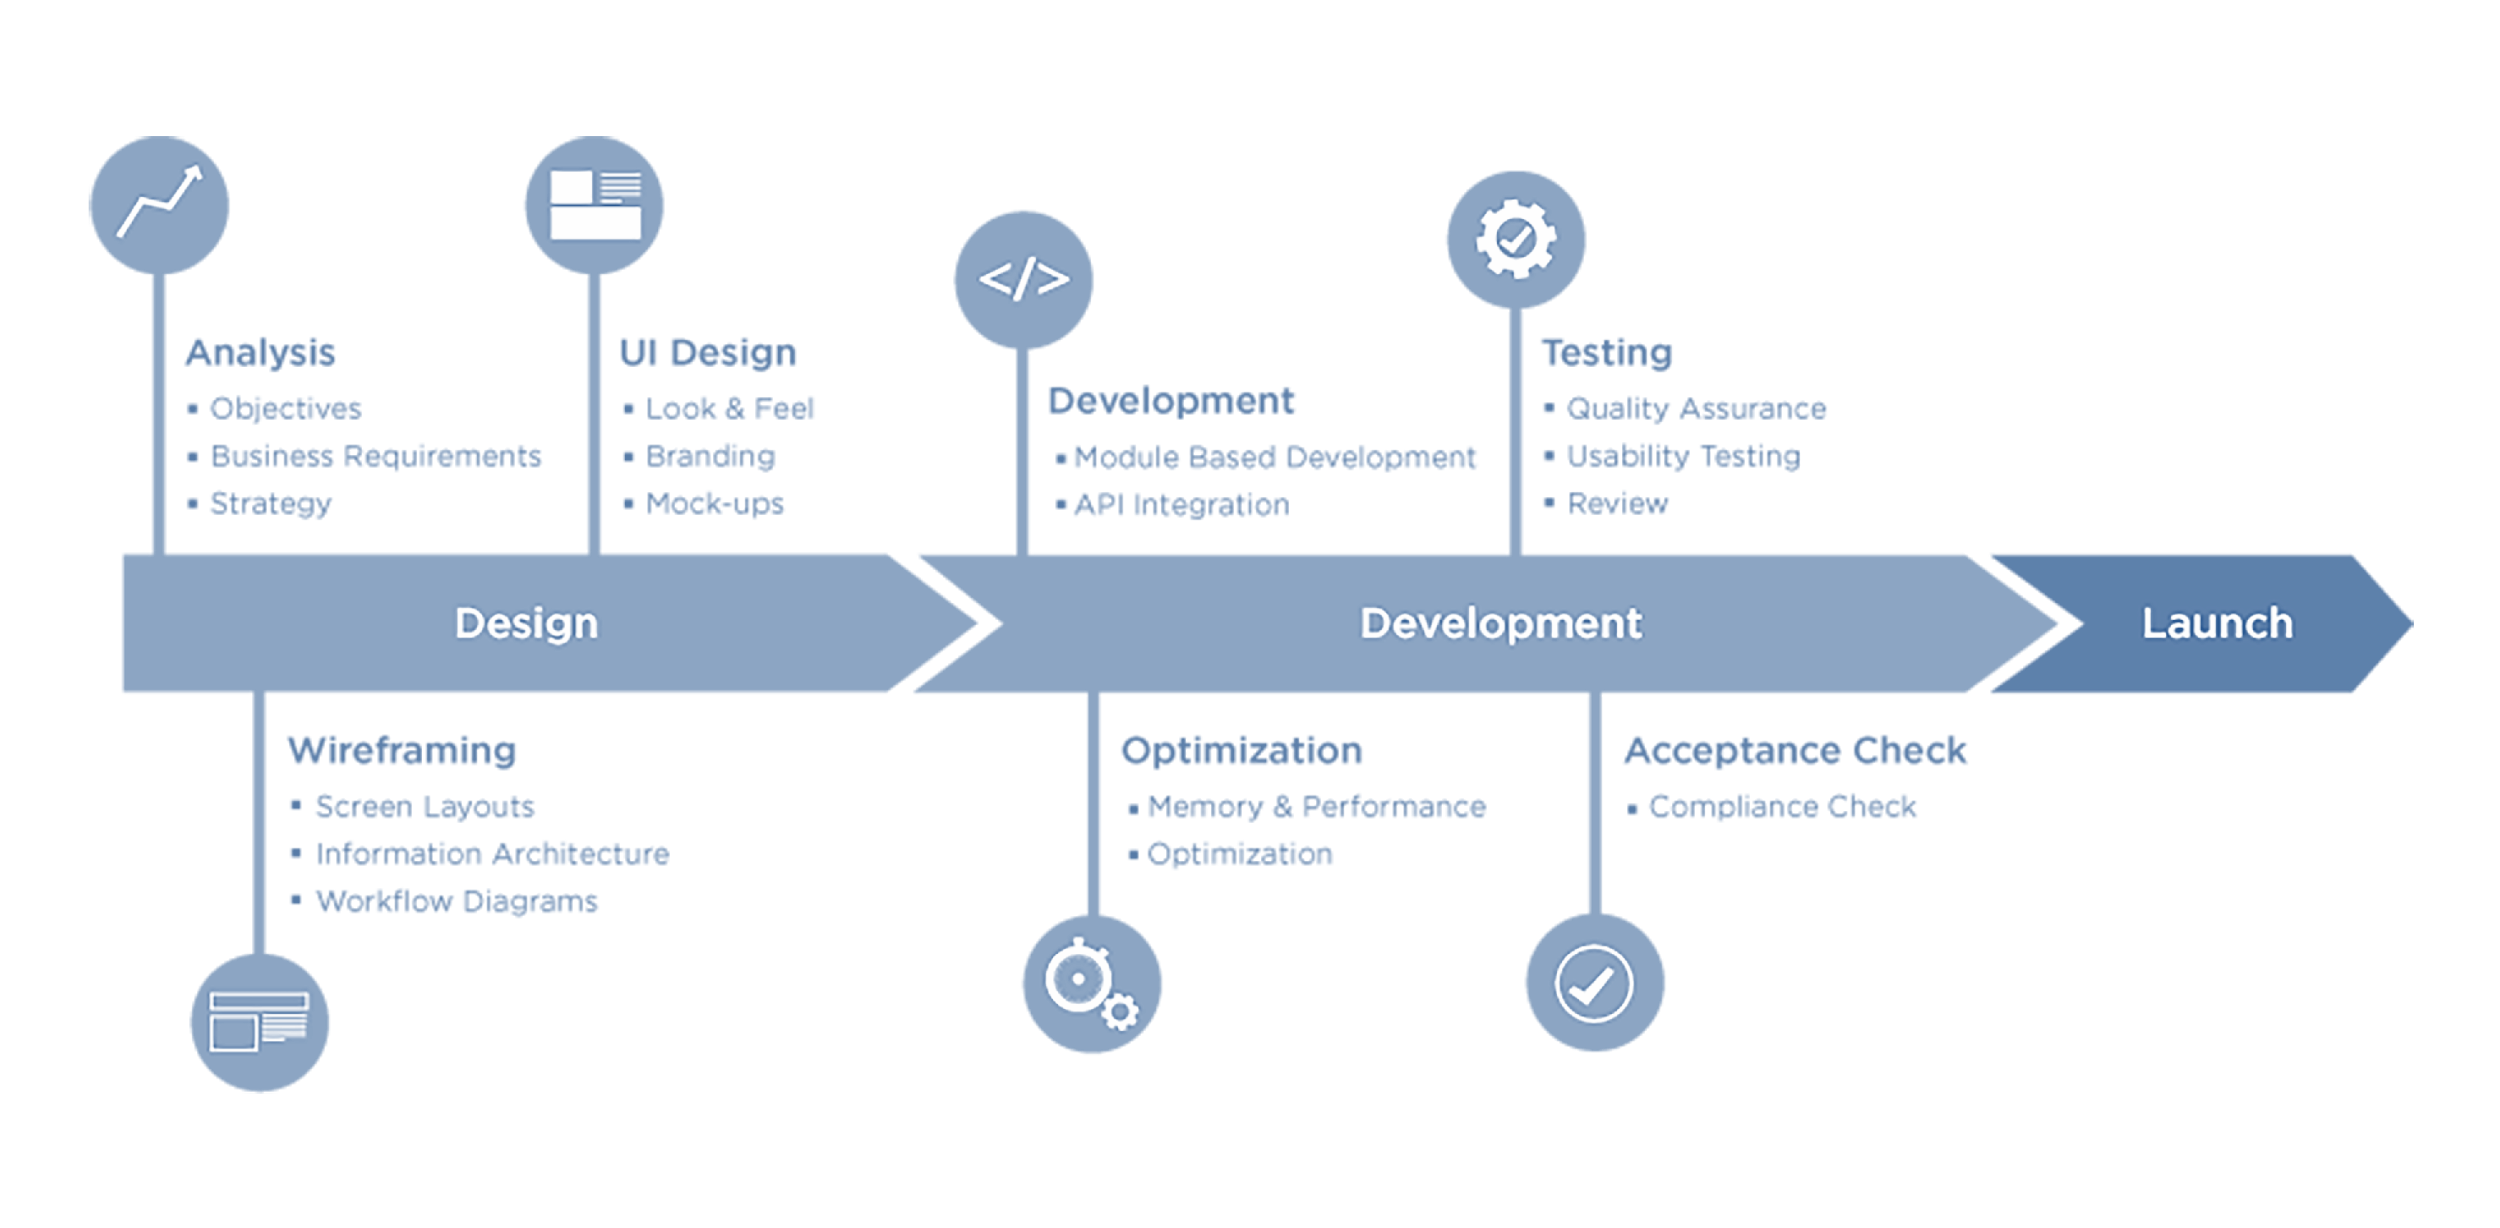 Analysis
▪ Objectives
▪ Business Requirements
▪ Strategy
UI Design
▪ Look & Feel
▪ Branding
▪ Mock-ups
</>
Development
▪ Module Based Development
▪ API Integration
Testing
▪ Quality Assurance
▪ Usability Testing
▪ Review
Design
Development
Launch
Wireframing
▪ Screen Layouts
▪ Information Architecture
▪ Workflow Diagrams
Optimization
▪ Memory & Performance
▪ Optimization
Acceptance Check
▪ Compliance Check